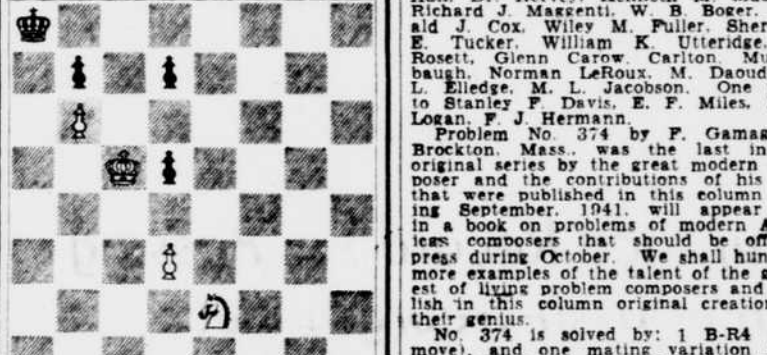 Richard J. Massenti, W. B. Boger,
ald J. Cox, Wiley M. Fuller, Sher
E. Tucker, William K. Utteridge,
Rosett, Glenn Carow, Carlton, Mu
baugh, Norman LeRoux, M. Daoud
L. Elledge, M. L. Jacobson. One
to Stanley F. Davis, E. F. Miles,
Logan, F. J. Hermann.
Problem No. 374 by F. Gamag
Brockton, Mass., was the last in
original series by the great modern
poser and the contributions of his
that were published in this column
ing September, 1941, will appear
in a book on problems of modern A
icas composers that should be off
press during October. We shall hun
more examples of the talent of the g
est of living problem composers and
lish in this column original creation
their genius.
No. 374 is solved by: 1 B-R4
move), and one mating variation